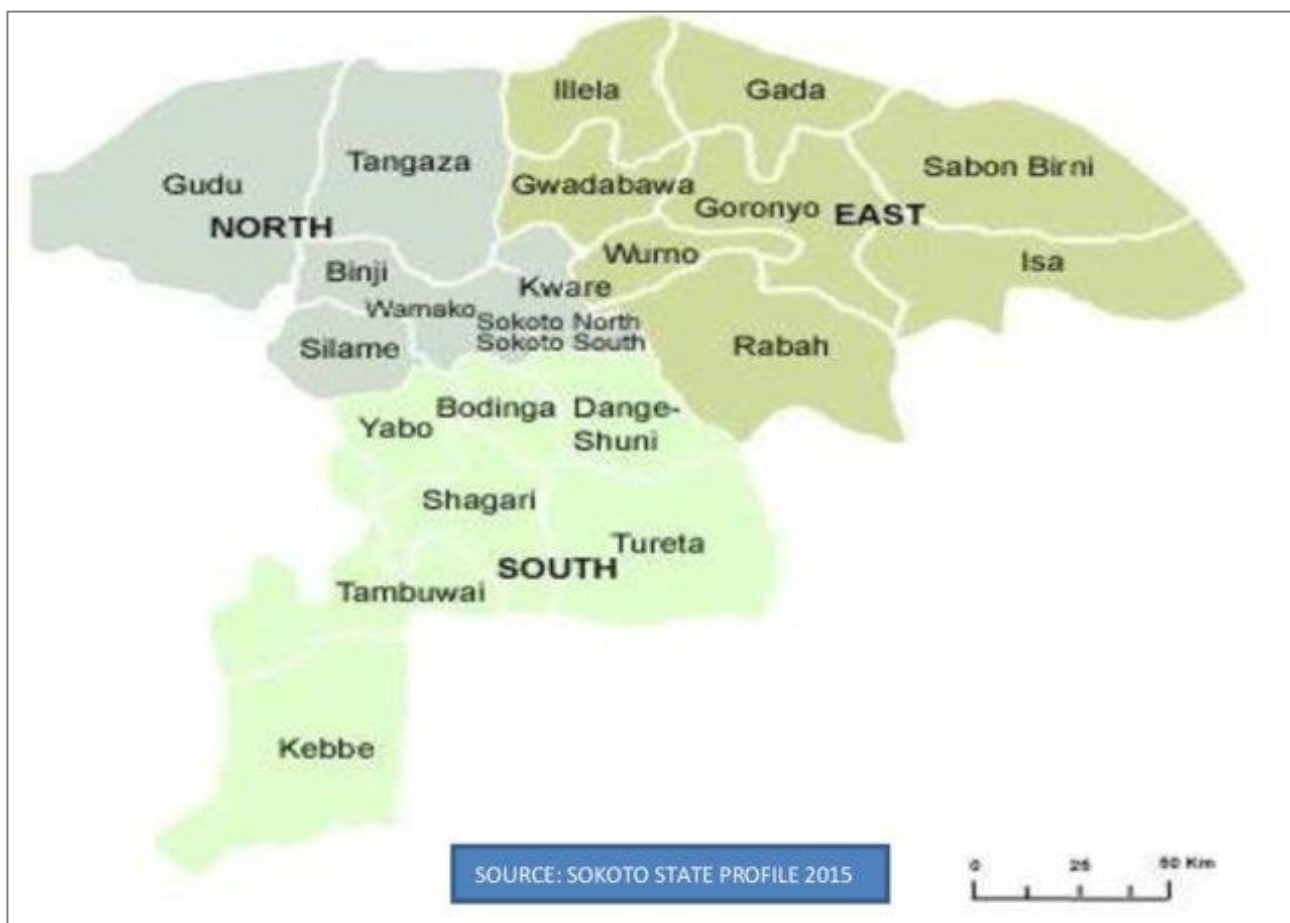 Illela
Gada
Tangaza
Sabon Birni
Gudu
Gwadabawa
Goronyo
EAST
NORTH
Wurno
Isa
Binji
Kware
Wamako
Sokoto North
Sokoto South
Silame
Rabah
Bodinga
Dange-
Shuni
Yabo
Shagari
Tureta
SOUTH
Tambuwai
Kebbe
SOURCE: SOKOTO STATE PROFILE 2015
0 25 50 Km